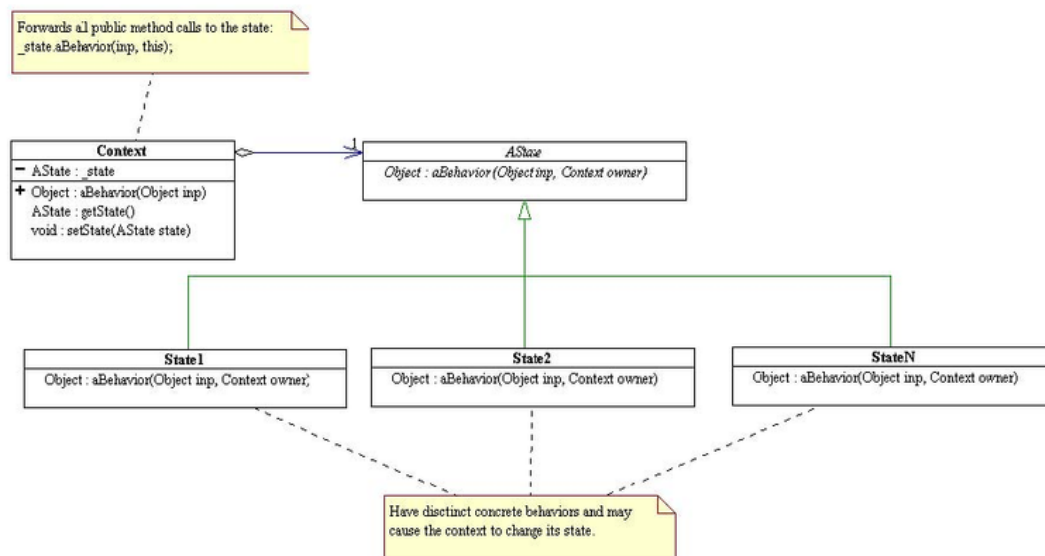 Forwards all public method calls to the state:
_state.aBehavior(inp, this);
Context
− AState : _state
+ Object : aBehavior(Object inp)
AState : getState()
void : setState(AState state)
1
AState
Object : aBehavior(Object inp, Context owner)
State1
Object : aBehavior(Object inp, Context owner)
State2
Object : aBehavior(Object inp, Context owner)
StateN
Object : aBehavior(Object inp, Context owner)
Have disctinct concrete behaviors and may
cause the context to change its state.